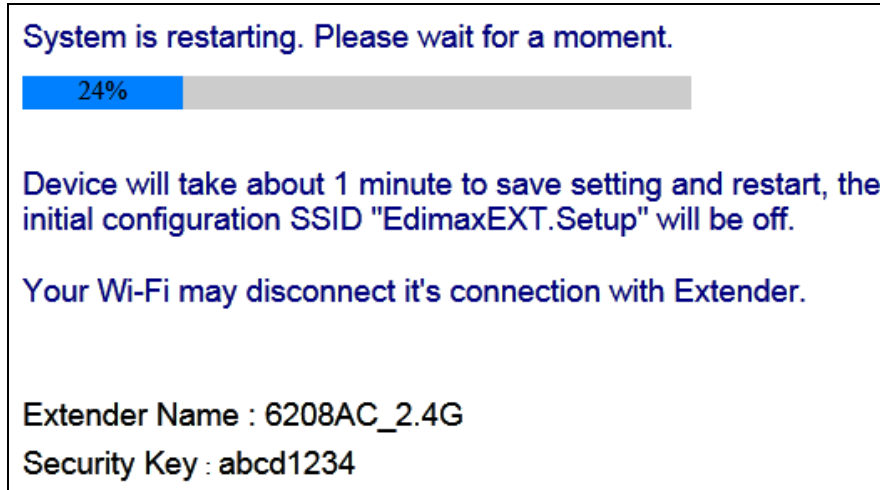 System is restarting. Please wait for a moment.
24%
Device will take about 1 minute to save setting and restart, the
initial configuration SSID "EdimaxEXT.Setup" will be off.
Your Wi-Fi may disconnect it's connection with Extender.
Extender Name : 6208AC_2.4G
Security Key : abcd1234